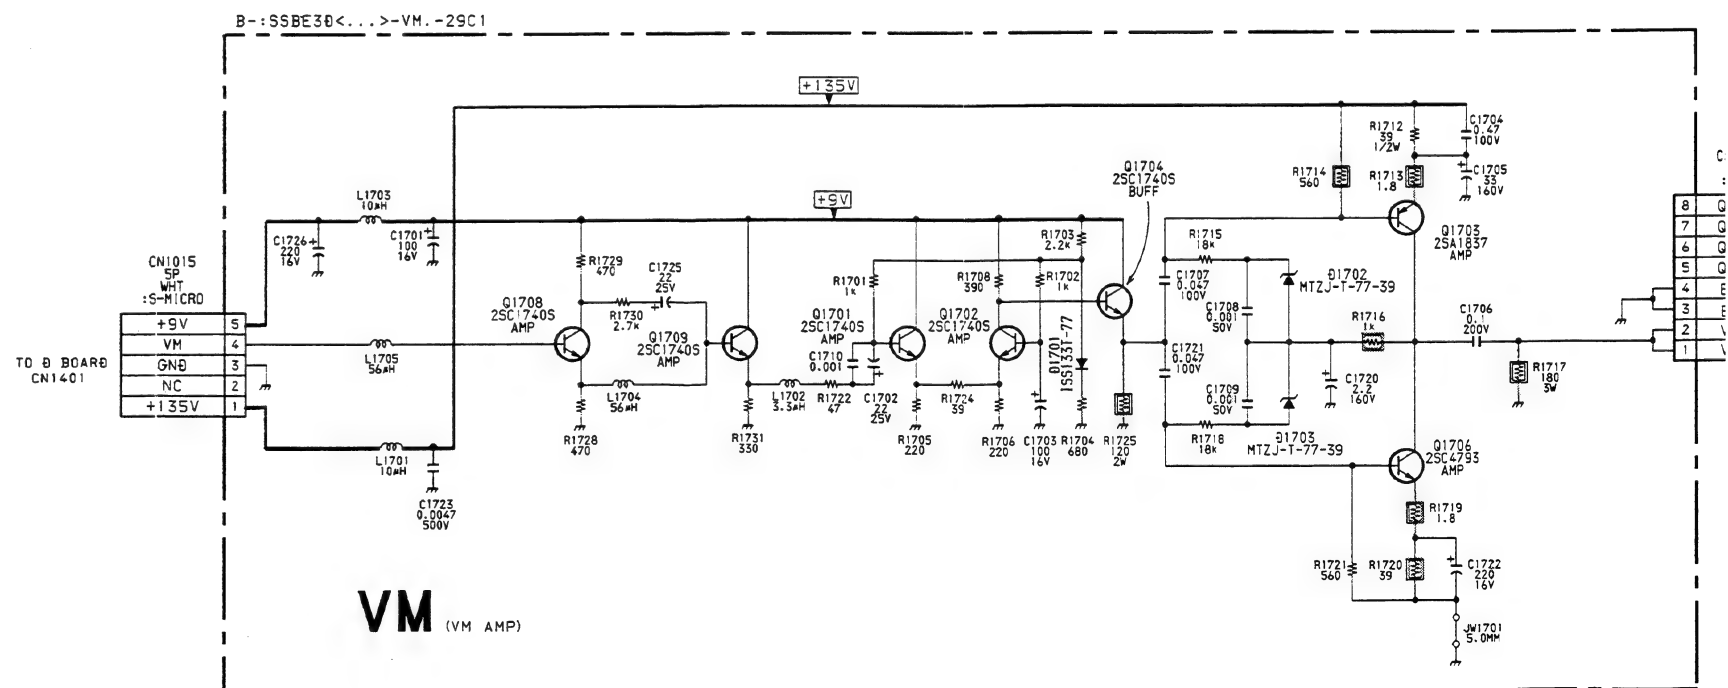 B-:SSBE3D<...>-VM.-29C1
+135V
R1712
39
1/2W
C1704
0.47
100V
R1714
560
R1713
1.8
C1705
33
160V
Q1704
2SC1740S
BUFF
L1703
10µH
+9V
C1726
220
16V
C1701
100
16V
R1703
2.2k
R1715
18k
Q1703
2SA1837
AMP
R1729
470
C1725
22
25V
R1701
1k
R1708
390
R1702
1k
C1707
0.047
100V
D1702
MTZJ-T-77-39
CN1015
5P
WHT
:S-MICRO
Q1708
2SC1740S
AMP
R1730
2.7k
Q1709
2SC1740S
AMP
Q1701
2SC1740S
AMP
Q1702
2SC1740S
AMP
C1708
0.001
50V
R1716
1k
C1706
0.1
200V
+9V 5
VM 4
GND 3
NC 2
+135V 1
TO D BOARD
CN1401
L1705
56µH
C1710
0.001
D1701
1SS133T-77
C1721
0.047
100V
8
7
6
5
4
3
2
1
L1704
56µH
L1702
3.3µH
R1722
47
C1702
22
25V
R1724
39
C1709
0.001
50V
C1720
2.2
160V
R1717
180
3W
R1728
470
R1731
330
R1705
220
R1706
220
C1703
100
16V
R1704
680
R1725
120
2W
R1718
18k
D1703
MTZJ-T-77-39
Q1706
2SC4793
AMP
L1701
10µH
C1723
0.0047
500V
R1719
1.8
R1721
560
R1720
39
C1722
220
16V
VM (VM AMP)
JW1701
5.0MM